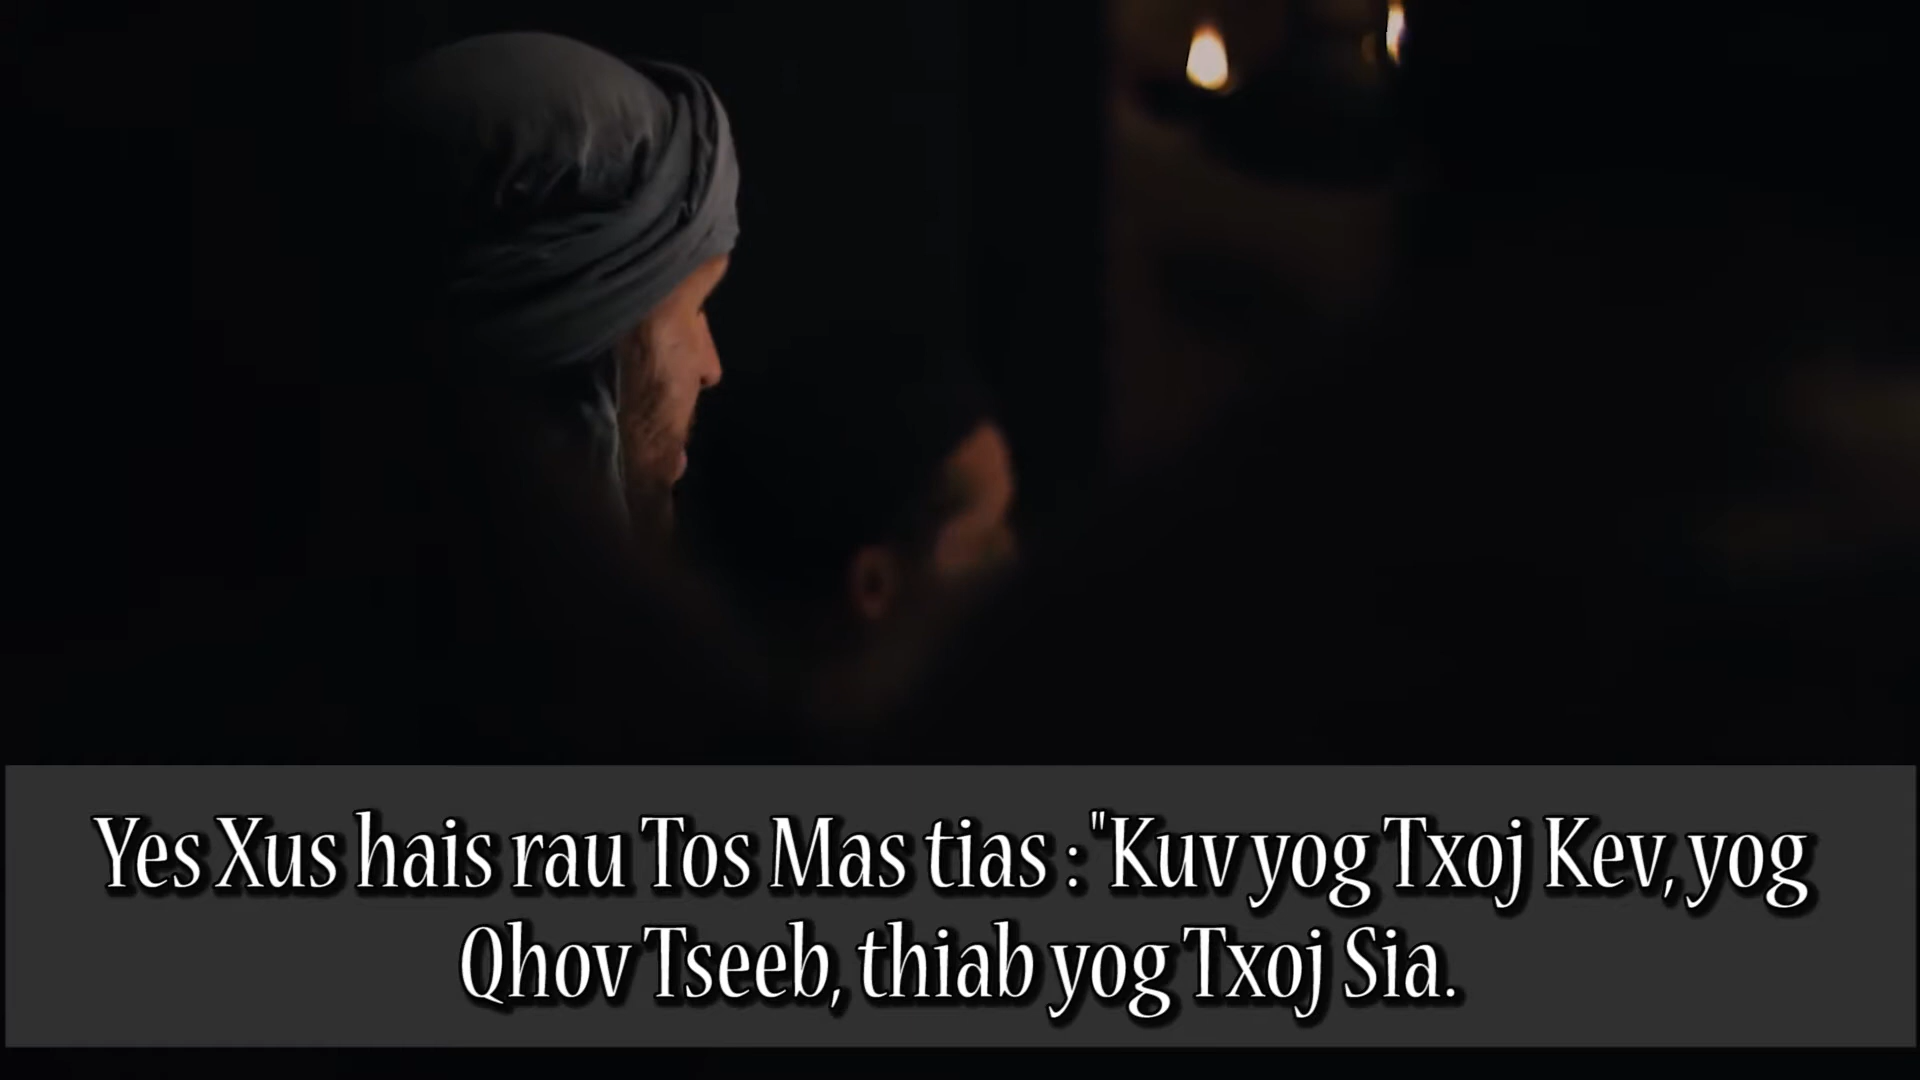 Yes Xus hais rau Tos Mas tias : "Kuv yog Txoj Kev, yog
Qhov Tseeb, thiab yog Txoj Sia.